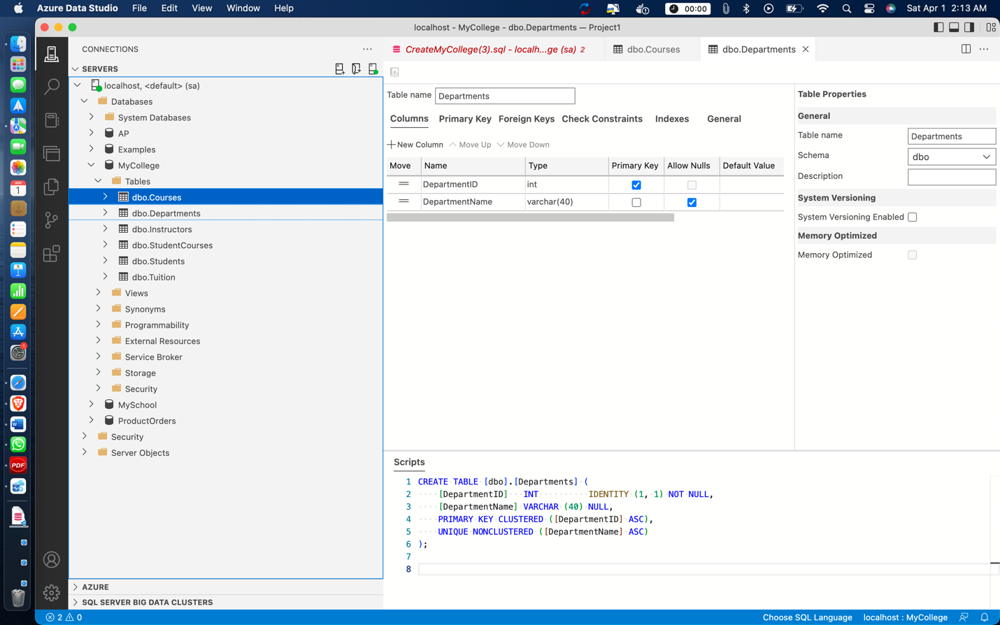 Azure Data Studio File Edit View Window Help
00:00
Sat Apr 1 2:13 AM
localhost - MyCollege - dbo.Departments — Project1
CONNECTIONS
SERVERS
localhost, <default> (sa)
Databases
System Databases
AP
Examples
MyCollege
Tables
dbo.Courses
dbo.Departments
dbo.Instructors
dbo.StudentCourses
dbo.Students
dbo.Tuition
Views
Synonyms
Programmability
External Resources
Service Broker
Storage
Security
MySchool
ProductOrders
Security
Server Objects
AZURE
SQL SERVER BIG DATA CLUSTERS
CreateMyCollege(3).sql - localh...ge (sa) 2
dbo.Courses
dbo.Departments
Table name Departments
Columns Primary Key Foreign Keys Check Constraints Indexes General
New Column Move Up Move Down
Move Name Type Primary Key Allow Nulls Default Value
DepartmentID int
DepartmentName varchar(40)
Table Properties
General
Table name Departments
Schema dbo
Description
System Versioning
System Versioning Enabled
Memory Optimized
Memory Optimized
Scripts
1 CREATE TABLE [dbo].[Departments] (
2 [DepartmentID] INT IDENTITY (1, 1) NOT NULL,
3 [DepartmentName] VARCHAR (40) NULL,
4 PRIMARY KEY CLUSTERED ([DepartmentID] ASC),
5 UNIQUE NONCLUSTERED ([DepartmentName] ASC)
6 );
7
8
2 0
Choose SQL Language localhost : MyCollege
APR
1
1
W
PDF